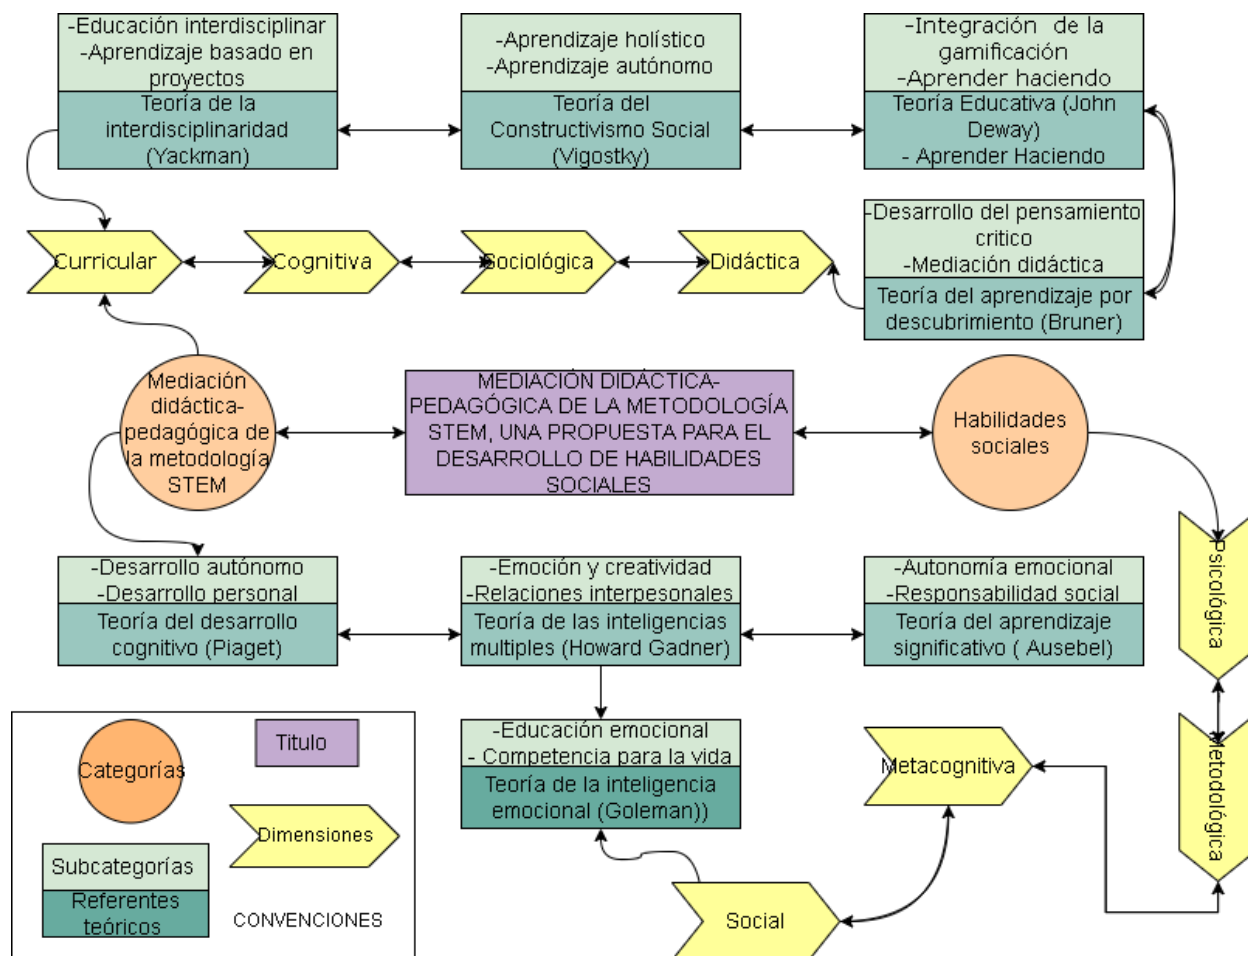 -Educación interdisciplinar
-Aprendizaje basado en
proyectos
Teoría de la
interdisciplinaridad
(Yackman)
-Aprendizaje holístico
-Aprendizaje autónomo
Teoría del
Constructivismo Social
(Vigostky)
-Integración de la
gamificación
-Aprender haciendo
Teoría Educativa (John
Deway)
- Aprender Haciendo
-Desarrollo del pensamiento
critico
-Mediación didáctica
Teoría del aprendizaje por
descubrimiento (Bruner)
Curricular
Cognitiva
Sociológica
Didáctica
Mediación
didáctica-
pedagógica de
la metodología
STEM
MEDIACIÓN DIDÁCTICA-
PEDAGÓGICA DE LA METODOLOGÍA
STEM, UNA PROPUESTA PARA EL
DESARROLLO DE HABILIDADES
SOCIALES
Habilidades
sociales
Psicológica
Metodológica
-Desarrollo autónomo
-Desarrollo personal
Teoría del desarrollo
cognitivo (Piaget)
-Emoción y creatividad
-Relaciones interpesonales
Teoría de las inteligencias
multiples (Howard Gadner)
-Autonomía emocional
-Responsabilidad social
Teoría del aprendizaje
significativo ( Ausebel)
-Educación emocional
- Competencia para la vida
Teoría de la inteligencia
emocional (Goleman))
Metacognitiva
Social
Categorías
Titulo
Dimensiones
Subcategorías
Referentes
teóricos
CONVENCIONES